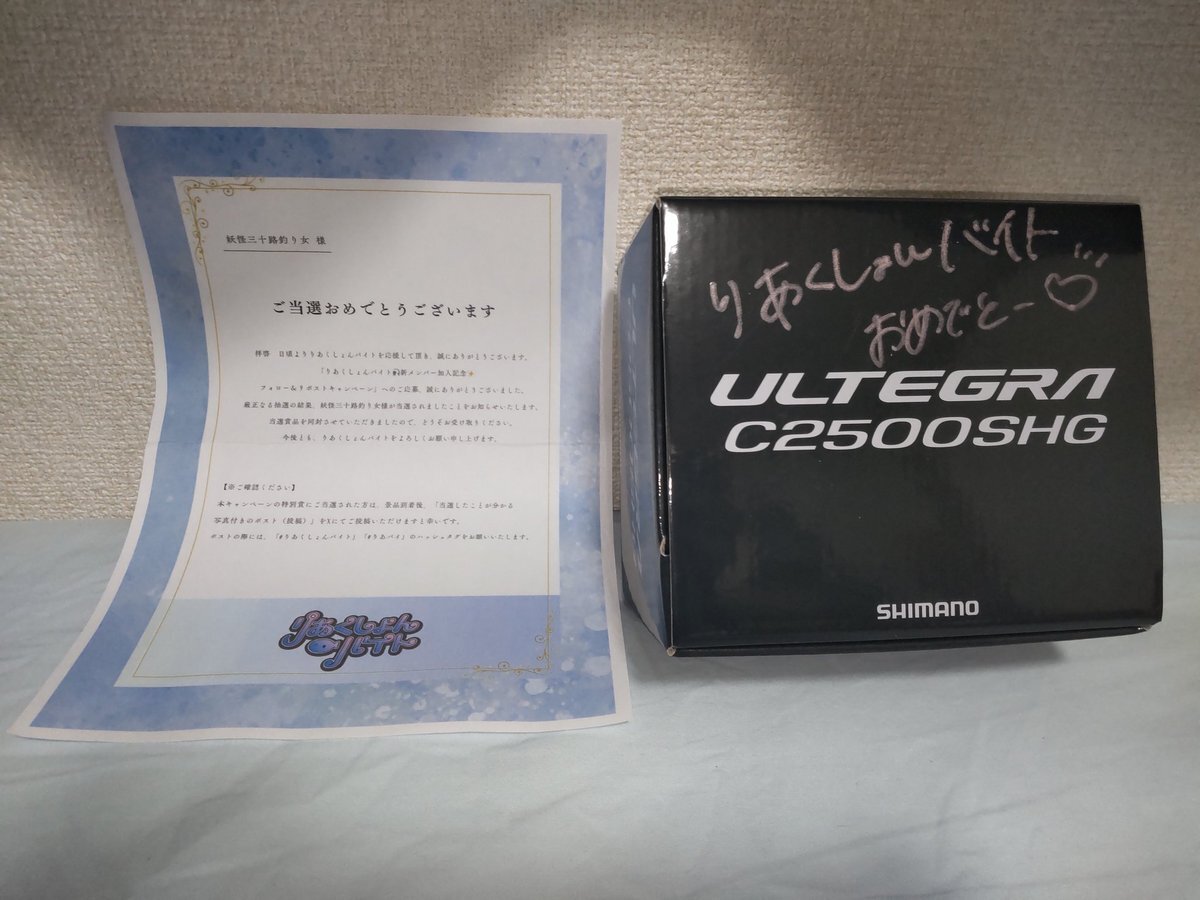 妖怪三十路釣り女 様
ご当選おめでとうございます
拝啓　日頃よりりあくしょんバイトを応援して頂き、誠にありがとうございます。
「りあくしょんバイト🎣新メンバー加入記念✨
フォロー&リポストキャンペーン」へのご応募、誠にありがとうございました。
厳正なる抽選の結果、妖怪三十路釣り女様が当選されましたことをお知らせいたします。
当選賞品を同封させていただきましたので、どうぞお受け取りください。
今後とも、りあくしょんバイトをよろしくお願い申し上げます。
【※ご確認ください】
本キャンペーンの特別賞にご当選された方は、景品到着後、「当選したことが分かる
写真付きのポスト（投稿）」をXにてご投稿いただけますと幸いです。
ポストの際には、「#りあくしょんバイト」「#りあバイ」のハッシュタグをお願いいたします。
りあくしょん
バイト
りあくしょんバイト
おめでとー♡
ULTEGRA
C2500SHG
SHIMANO